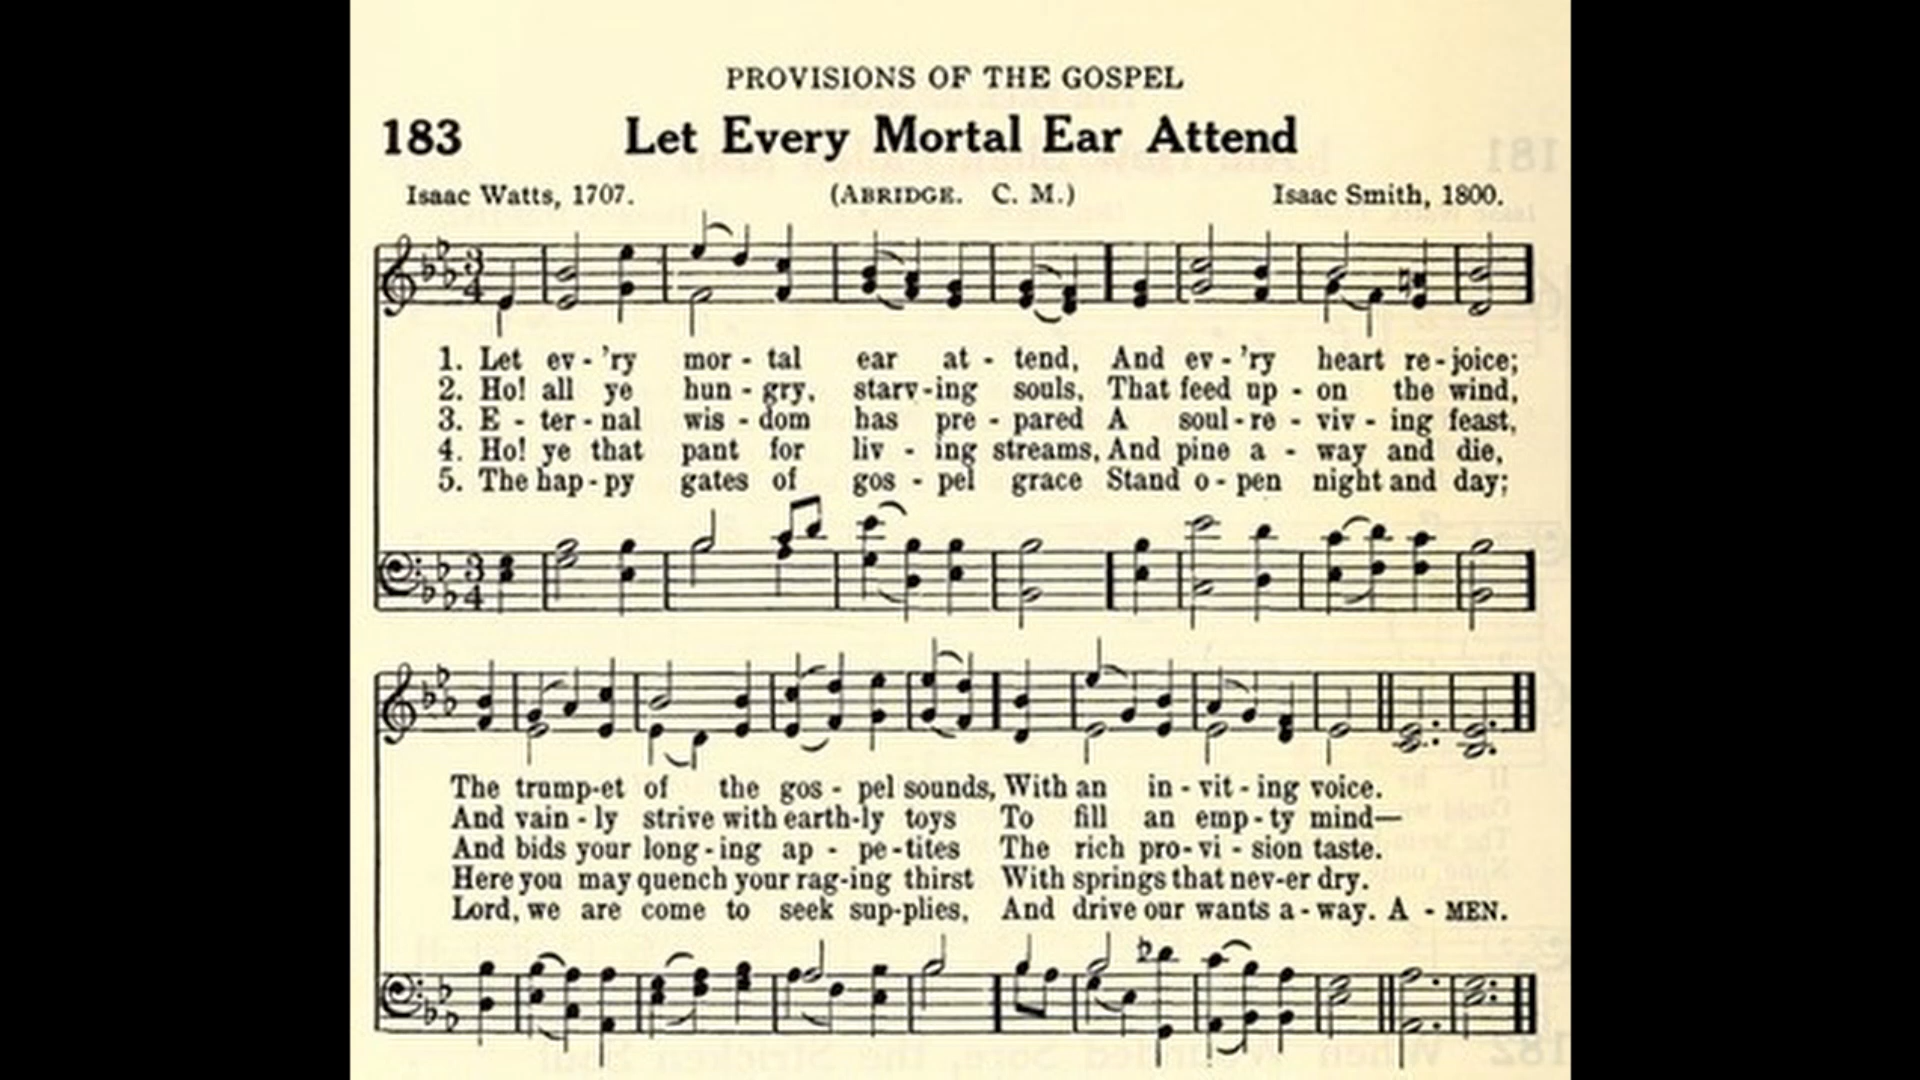 PROVISIONS OF THE GOSPEL
183 Let Every Mortal Ear Attend
Isaac Watts, 1707. (ABRIDGE. C. M.) Isaac Smith, 1800.
1. Let ev - 'ry mor - tal ear at - tend, And ev - 'ry heart re - joice;
2. Ho! all ye hun - gry, starv - ing souls, That feed up - on the wind,
3. E - ter - nal wis - dom has pre - pared A soul - re - viv - ing feast,
4. Ho! ye that pant for liv - ing streams, And pine a - way and die,
5. The hap - py gates of gos - pel grace Stand o - pen night and day;
The trump-et of the gos - pel sounds, With an in - vit - ing voice.
And vain - ly strive with earth-ly toys To fill an emp - ty mind—
And bids your long - ing ap - pe - tites The rich pro - vi - sion taste.
Here you may quench your rag-ing thirst With springs that nev-er dry.
Lord, we are come to seek sup-plies, And drive our wants a - way. A - MEN.